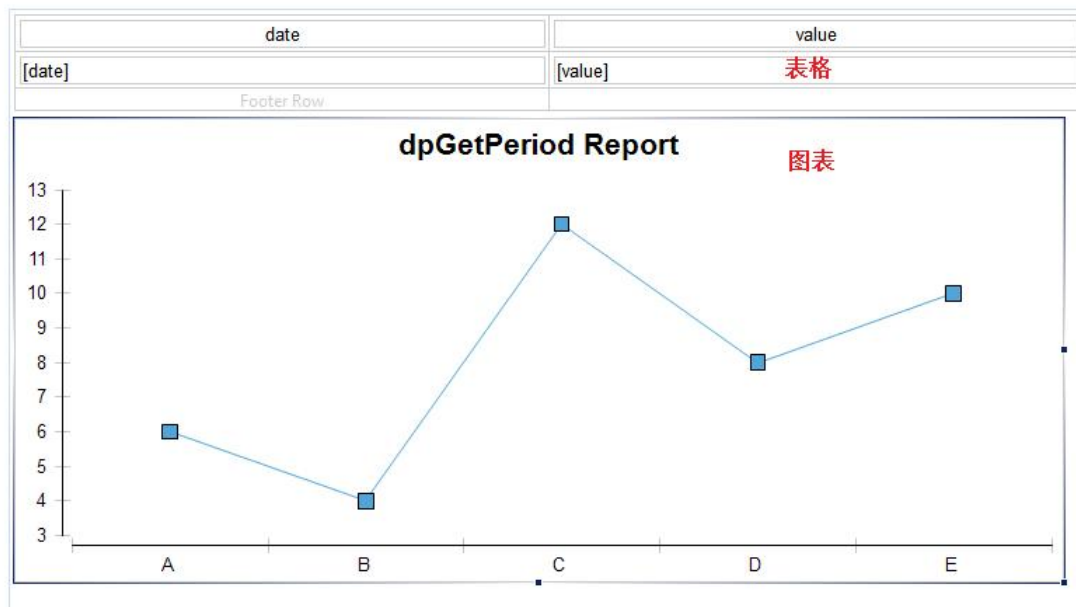 date value
[date] [value] 表格
Footer Row
dpGetPeriod Report
图表
13
12
11
10
9
8
7
6
5
4
3
A B C D E